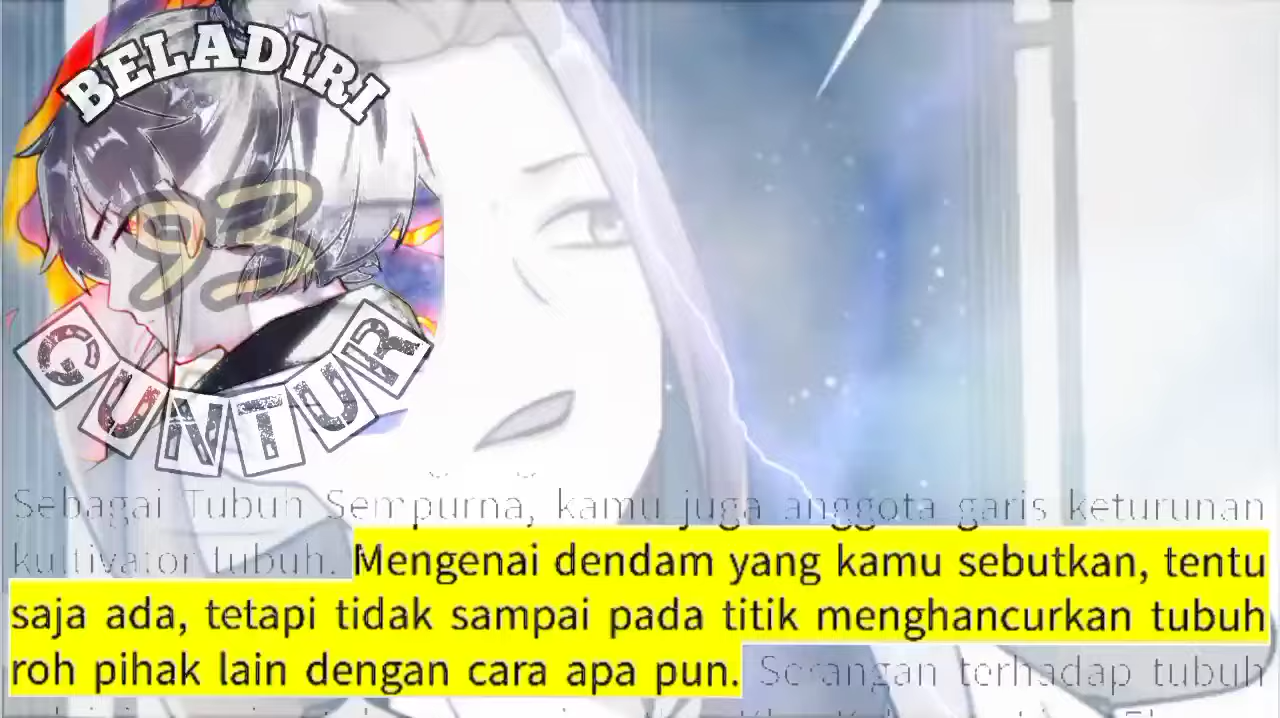 BELADIRI
93
GUNTUR
Sebagai Tubuh Sempurna, kamu juga anggota garis keturunan
kultivator tubuh. Mengenai dendam yang kamu sebutkan, tentu
saja ada, tetapi tidak sampai pada titik menghancurkan tubuh
roh pihak lain dengan cara apa pun. Serangan terhadap tubuh